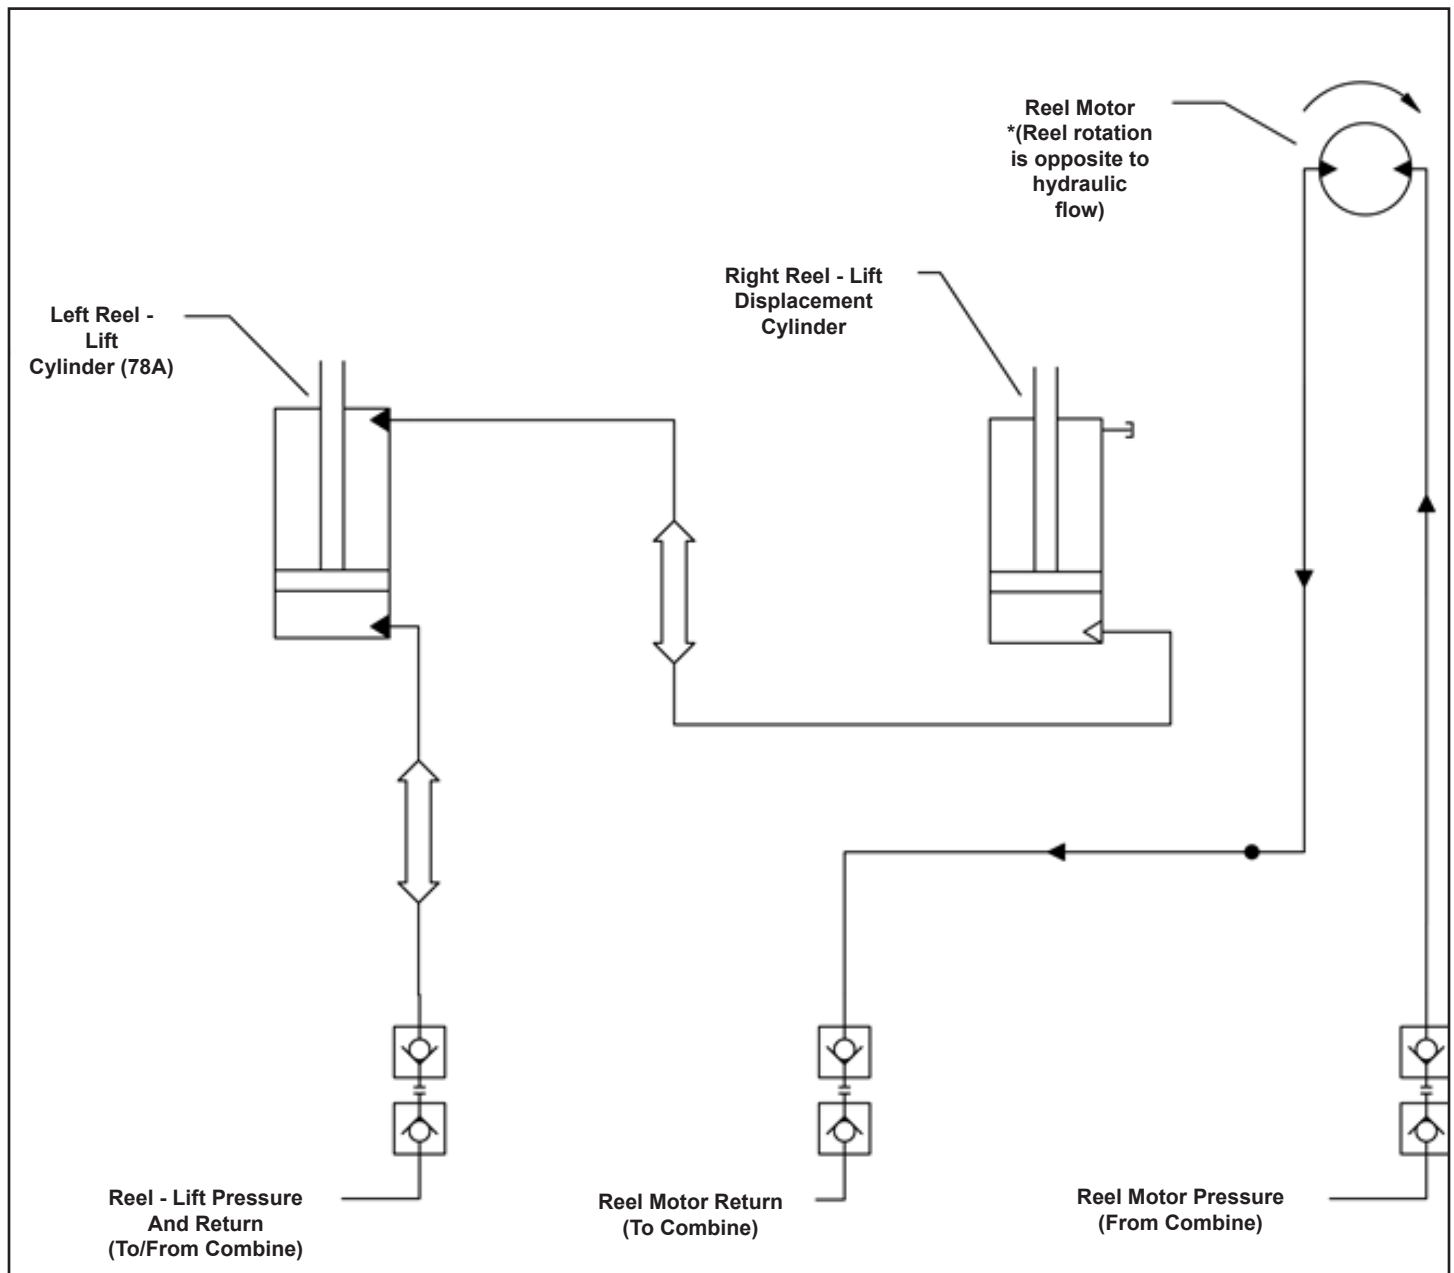 Reel Motor
*(Reel rotation
is opposite to
hydraulic
flow)
Right Reel - Lift
Displacement
Cylinder
Left Reel -
Lift
Cylinder (78A)
Reel - Lift Pressure
And Return
(To/From Combine)
Reel Motor Return
(To Combine)
Reel Motor Pressure
(From Combine)